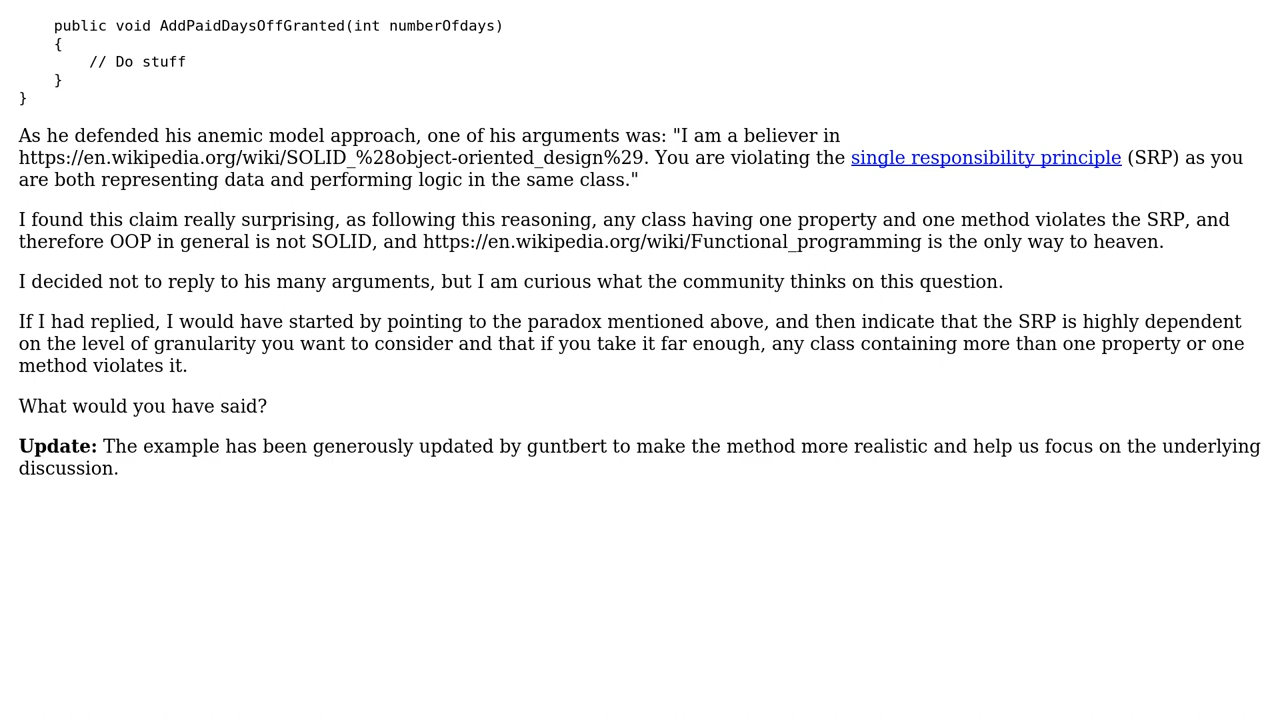 public void AddPaidDaysOffGranted(int numberOfdays)
{
// Do stuff
}
}
As he defended his anemic model approach, one of his arguments was: "I am a believer in
https://en.wikipedia.org/wiki/SOLID_%28object-oriented_design%29. You are violating the single responsibility principle (SRP) as you
are both representing data and performing logic in the same class."
I found this claim really surprising, as following this reasoning, any class having one property and one method violates the SRP, and
therefore OOP in general is not SOLID, and https://en.wikipedia.org/wiki/Functional_programming is the only way to heaven.
I decided not to reply to his many arguments, but I am curious what the community thinks on this question.
If I had replied, I would have started by pointing to the paradox mentioned above, and then indicate that the SRP is highly dependent
on the level of granularity you want to consider and that if you take it far enough, any class containing more than one property or one
method violates it.
What would you have said?
Update: The example has been generously updated by guntbert to make the method more realistic and help us focus on the underlying
discussion.